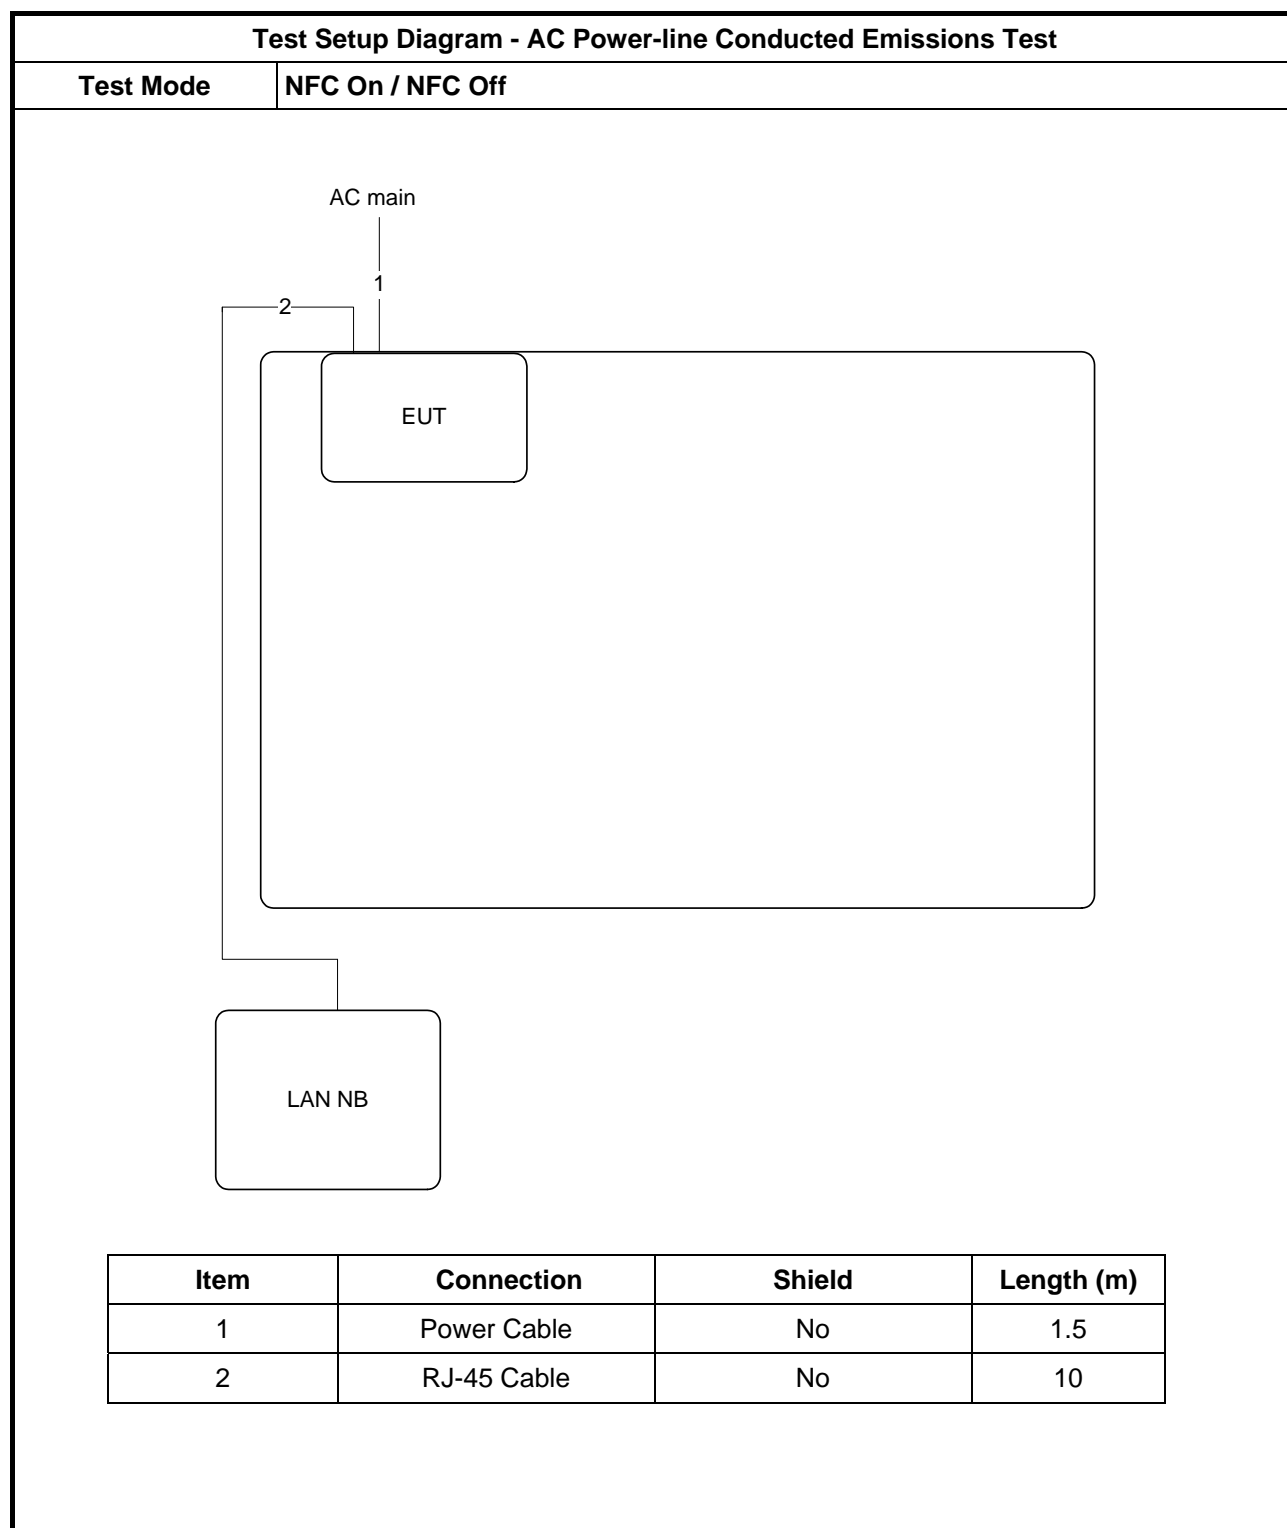 Test Setup Diagram - AC Power-line Conducted Emissions Test
Test Mode NFC On / NFC Off
AC main
1
2
EUT
LAN NB
Item Connection Shield Length (m)
1 Power Cable No 1.5
2 RJ-45 Cable No 10